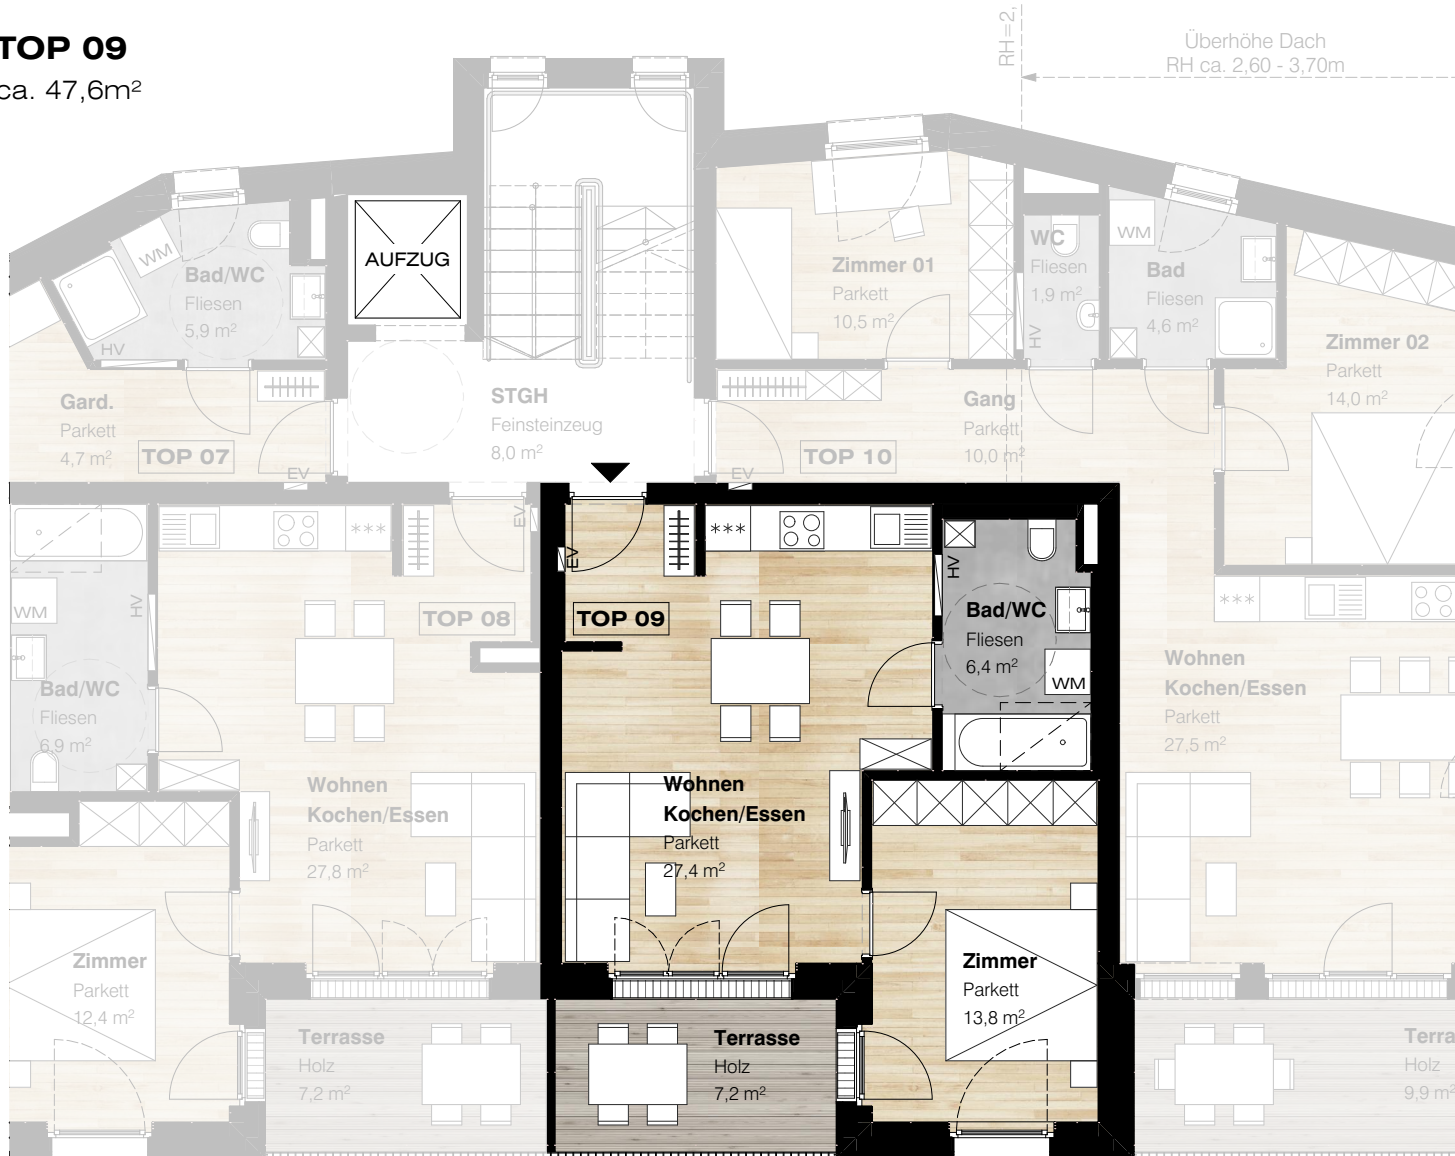 TOP 09
ca. 47,6m²
RH=2,
Überhöhe Dach
RH ca. 2,60 - 3,70m
WM
Bad/WC
Fliesen
5,9 m²
HV
AUFZUG
Zimmer 01
Parkett
10,5 m²
WC
Fliesen
1,9 m²
HV
WM
Bad
Fliesen
4,6 m²
Zimmer 02
Parkett
14,0 m²
Gard.
Parkett
4,7 m²
TOP 07
EV
STGH
Feinsteinzeug
8,0 m²
EV
TOP 10
Gang
Parkett
10,0 m²
***
EV
EV
***
HV
***
WM
HV
TOP 08
TOP 09
Bad/WC
Fliesen
6,4 m²
WM
Bad/WC
Fliesen
6,9 m²
Wohnen
Kochen/Essen
Parkett
27,5 m²
Wohnen
Kochen/Essen
Parkett
27,8 m²
Wohnen
Kochen/Essen
Parkett
27,4 m²
Zimmer
Parkett
12,4 m²
Zimmer
Parkett
13,8 m²
Terrasse
Holz
7,2 m²
Terrasse
Holz
7,2 m²
Terra
Holz
9,9 m²